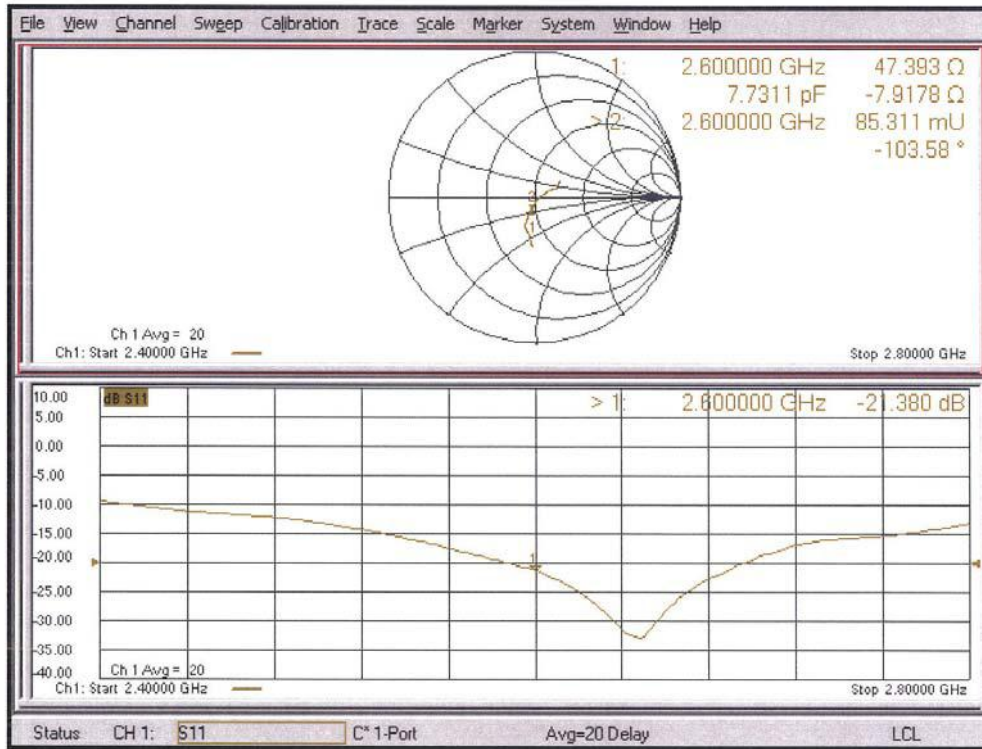 File View Channel Sweep Calibration Trace Scale Marker System Window Help
1: 2.600000 GHz 47.393 Ω
7.7311 pF -7.9178 Ω
> 2: 2.600000 GHz 85.311 mU
-103.58 °
2
1
Ch 1 Avg = 20
Ch1: Start 2.40000 GHz
Stop 2.80000 GHz
10.00
dB S11
> 1: 2.600000 GHz -21.380 dB
5.00
0.00
-5.00
-10.00
-15.00
-20.00
1
-25.00
-30.00
-35.00
-40.00
Ch 1 Avg = 20
Ch1: Start 2.40000 GHz
Stop 2.80000 GHz
Status CH 1: S11 C* 1-Port Avg=20 Delay LCL